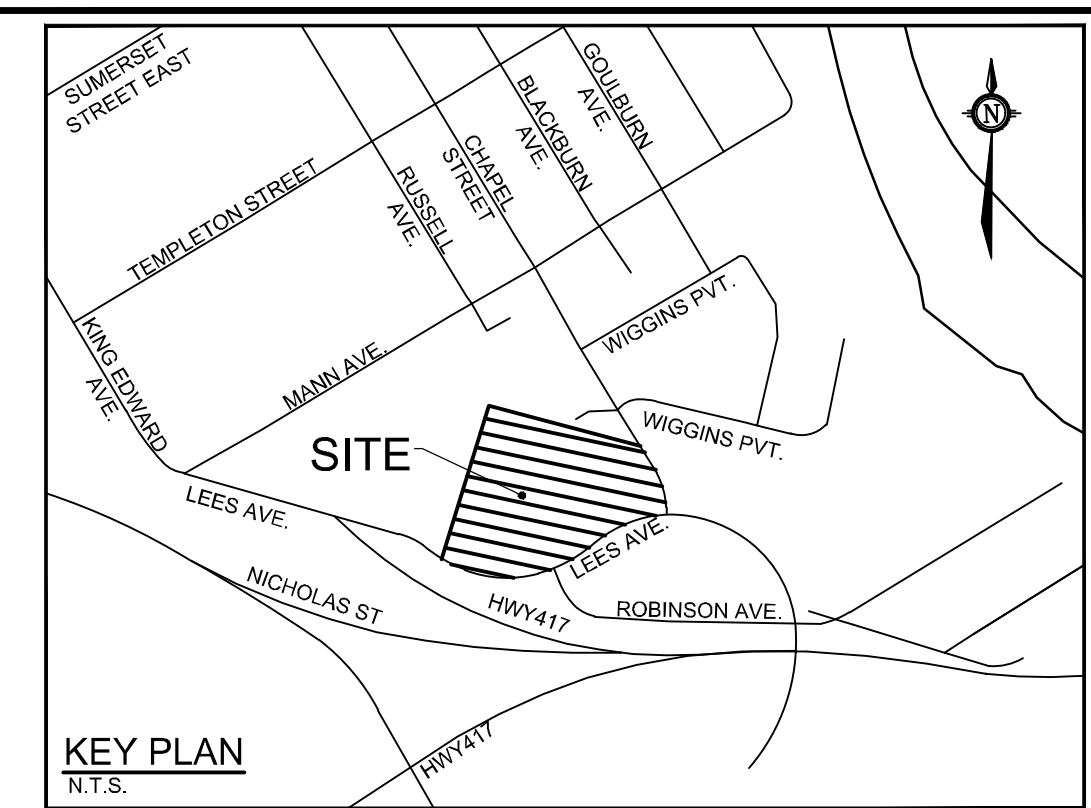 SUMERSET
STREET EAST
GOULBURN
AVE.
BLACKBURN
AVE.
N
CHAPEL
STREET
RUSSELL
AVE.
TEMPLETON STREET
WIGGINS PVT.
KING EDWARD
AVE.
MANN AVE.
WIGGINS PVT.
SITE
LEES AVE.
LEES AVE.
NICHOLAS ST
HWY417
ROBINSON AVE.
HWY417
KEY PLAN
N.T.S.